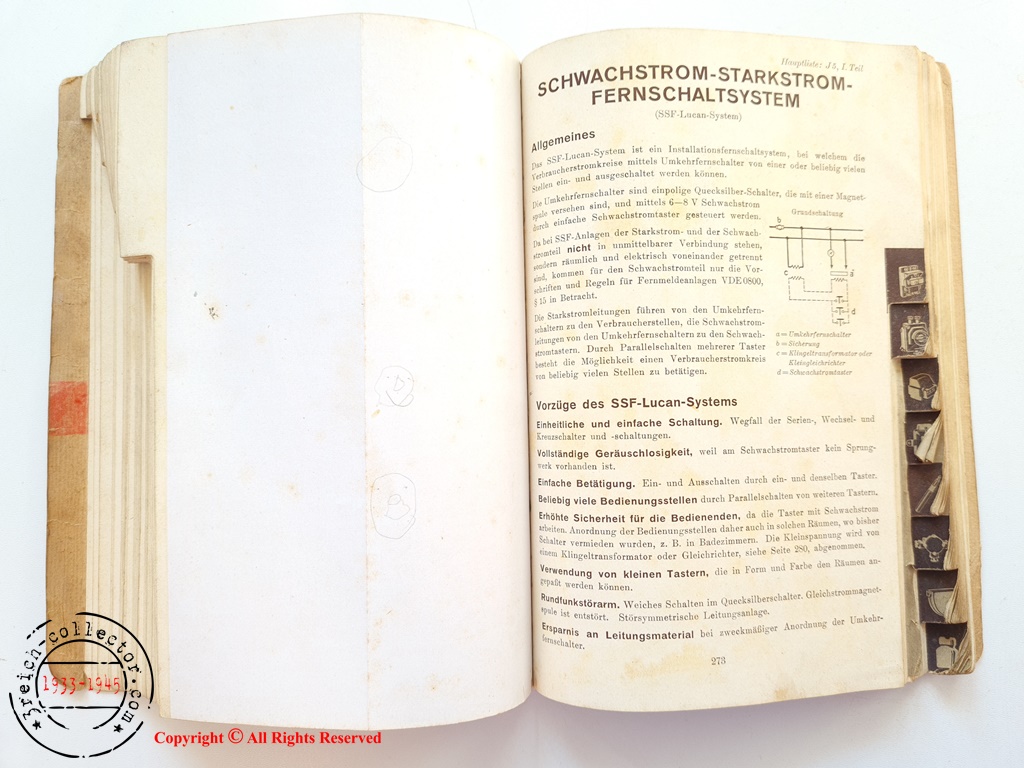 Hauptliste: J 5, I. Teil
SCHWACHSTROM-STARKSTROM-
FERNSCHALTSYSTEM
(SSF-Lucan-System)
Allgemeines
Das SSF-Lucan-System ist ein Installationsfernschaltsystem, bei welchem die
Verbraucherstromkreise mittels Umkehrfernschalter von einer oder beliebig vielen
Stellen ein- und ausgeschaltet werden können.
Die Umkehrfernschalter sind einpolige Quecksilber-Schalter, die mit einer Magnet-
spule versehen sind, und mittels 6—8 V Schwachstrom
durch einfache Schwachstromtaster gesteuert werden.
Da bei SSF-Anlagen der Starkstrom- und der Schwach-
stromteil nicht in unmittelbarer Verbindung stehen,
sondern räumlich und elektrisch voneinander getrennt
sind, kommen für den Schwachstromteil nur die Vor-
schriften und Regeln für Fernmeldeanlagen VDE 0800,
§ 15 in Betracht.
Die Starkstromleitungen führen von den Umkehrfern-
schaltern zu den Verbraucherstellen, die Schwachstrom-
leitungen von den Umkehrfernschaltern zu den Schwach-
stromtastern. Durch Parallelschalten mehrerer Taster
besteht die Möglichkeit einen Verbraucherstromkreis
von beliebig vielen Stellen zu betätigen.
Grundschaltung
b
c
a
d
a = Umkehrfernschalter
b = Sicherung
c = Klingeltransformator oder
Kleingleichrichter
d = Schwachstromtaster
Vorzüge des SSF-Lucan-Systems
Einheitliche und einfache Schaltung. Wegfall der Serien-, Wechsel- und
Kreuzschalter und -schaltungen.
Vollständige Geräuschlosigkeit, weil am Schwachstromtaster kein Sprung-
werk vorhanden ist.
Einfache Betätigung. Ein- und Ausschalten durch ein- und denselben Taster.
Beliebig viele Bedienungsstellen durch Parallelschalten von weiteren Tastern.
Erhöhte Sicherheit für die Bedienenden, da die Taster mit Schwachstrom
arbeiten. Anordnung der Bedienungsstellen daher auch in solchen Räumen, wo bisher
Schalter vermieden wurden, z. B. in Badezimmern. Die Kleinspannung wird von
einem Klingeltransformator oder Gleichrichter, siehe Seite 280, abgenommen.
Verwendung von kleinen Tastern, die in Form und Farbe den Räumen an-
gepaßt werden können.
Rundfunkstörarm. Weiches Schalten im Quecksilberschalter. Gleichstrommagnet-
spule ist entstört. Störsymmetrische Leitungsanlage.
Ersparnis an Leitungsmaterial bei zweckmäßiger Anordnung der Umkehr-
fernschalter.
273
3reich-collector.com
1933-1945
Copyright © All Rights Reserved